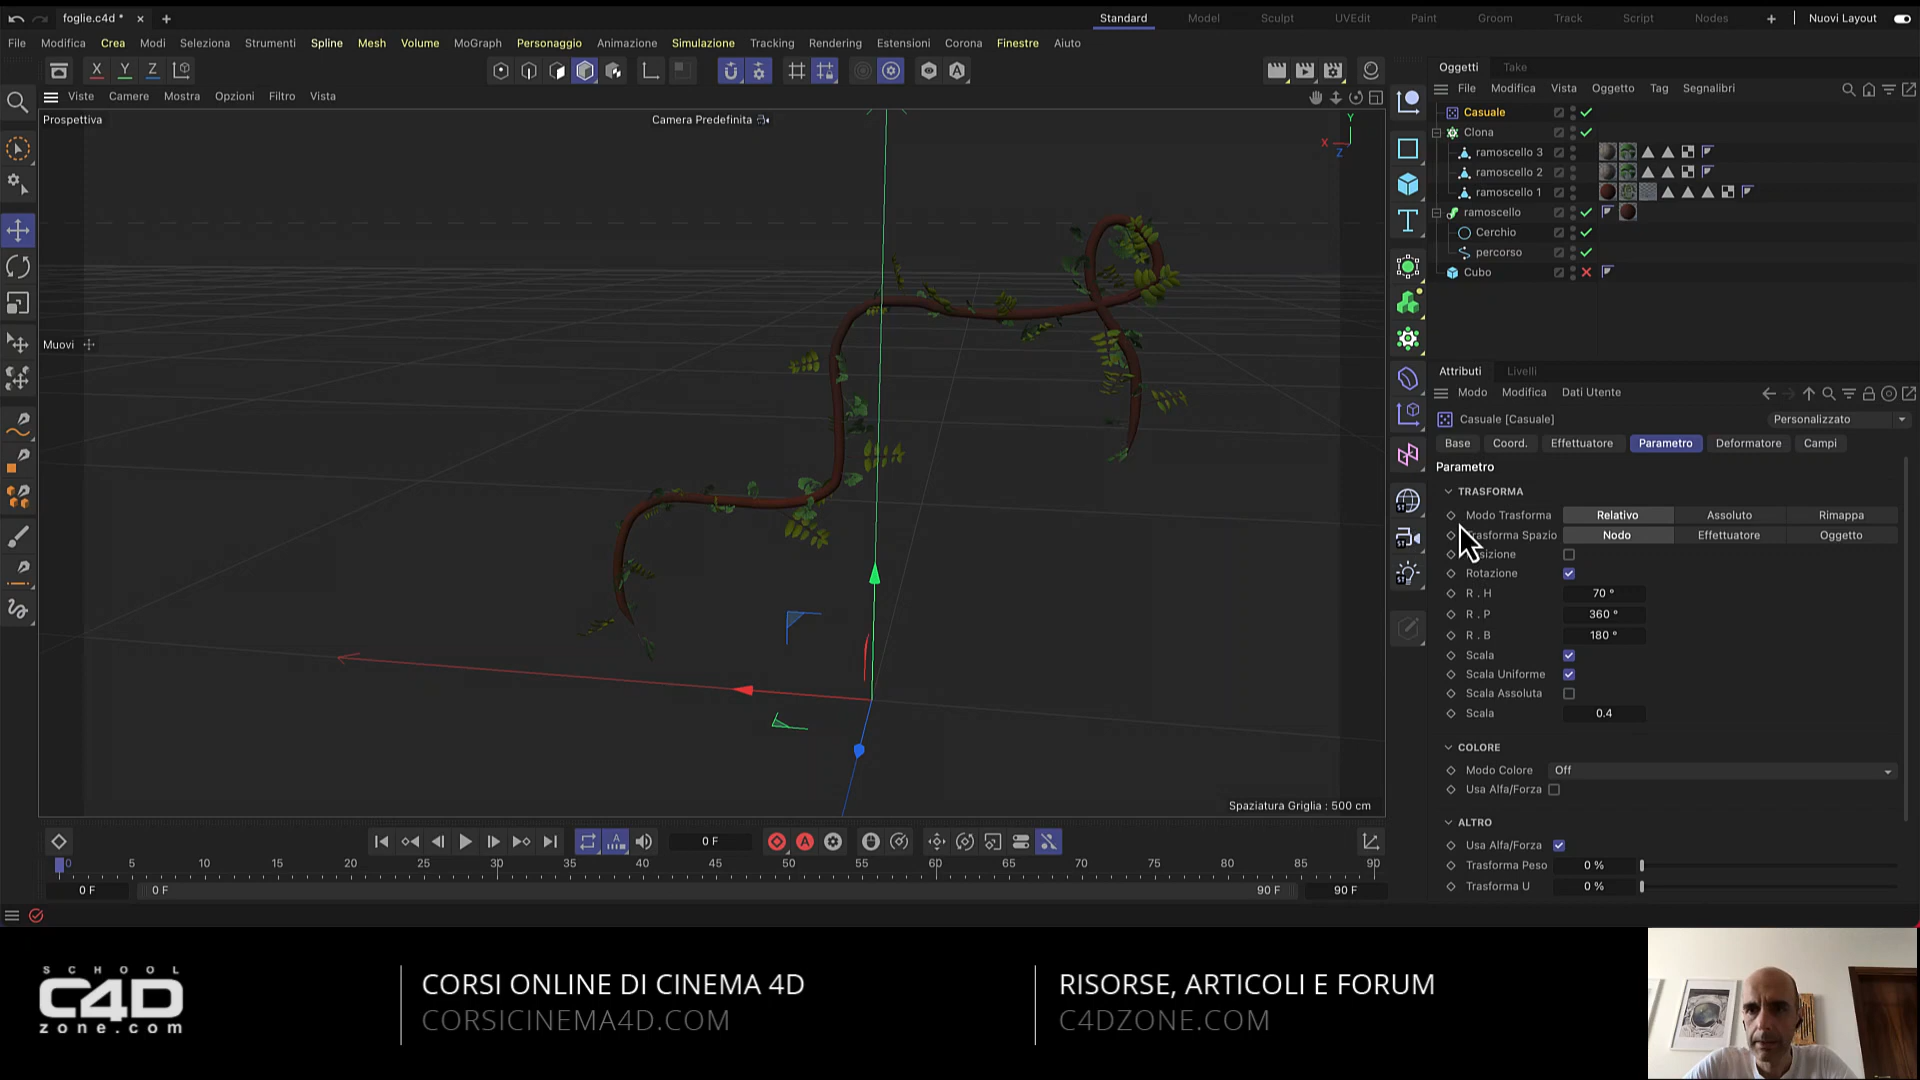 foglie.c4d *
Standard
Model
Sculpt
UVEdit
Paint
Groom
Track
Script
Nodes
Nuovi Layout
File
Modifica
Crea
Modi
Seleziona
Strumenti
Spline
Mesh
Volume
MoGraph
Personaggio
Animazione
Simulazione
Tracking
Rendering
Estensioni
Corona
Finestre
Aiuto
X
Y
Z
Viste
Camere
Mostra
Opzioni
Filtro
Vista
Prospettiva
Camera Predefinita
Y
X
Z
Muovi
Spaziatura Griglia : 500 cm
Oggetti
Take
File
Modifica
Vista
Oggetto
Tag
Segnalibri
Casuale
Clona
ramoscello 3
ramoscello 2
ramoscello 1
ramoscello
Cerchio
percorso
Cubo
Attributi
Livelli
Modo
Modifica
Dati Utente
Casuale [Casuale]
Personalizzato
Base
Coord.
Effettuatore
Parametro
Deformatore
Campi
Parametro
TRASFORMA
Modo Trasforma
Relativo
Assoluto
Rimappa
Trasforma Spazio
Nodo
Effettuatore
Oggetto
Rotazione
R . H
70 °
R . P
360 °
R . B
180 °
Scala
Scala Uniforme
Scala Assoluta
Scala
0.4
COLORE
Modo Colore
Off
Usa Alfa/Forza
ALTRO
Usa Alfa/Forza
Trasforma Peso
0 %
Trasforma U
0 %
0 F
0
5
10
15
20
25
30
35
40
45
50
55
60
65
70
75
80
85
90
0 F
0 F
90 F
90 F
SCHOOL
C4D
zone.com
CORSI ONLINE DI CINEMA 4D
CORSICINEMA4D.COM
RISORSE, ARTICOLI E FORUM
C4DZONE.COM